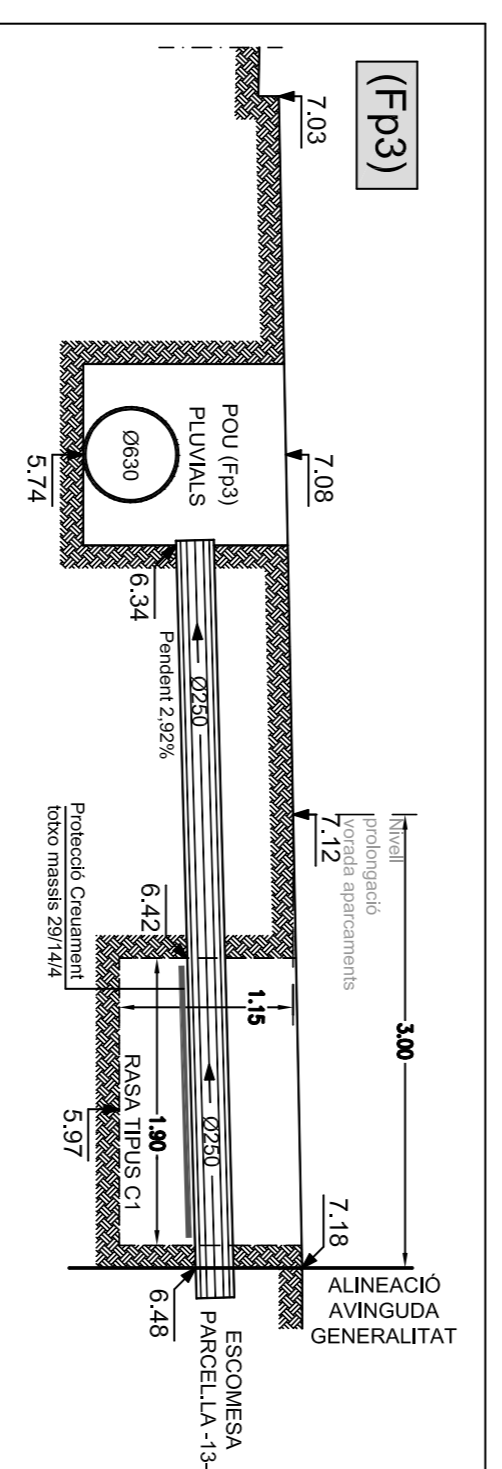 (Fp3)
7.03
7.08
Nivell
prolongació
vorada aparcaments
7.12
3.00
7.18
ALINEACIÓ
AVINGUDA
GENERALITAT
POU (Fp3)
PLUVIALS
Ø630
5.74
6.34
Pendent 2,92%
Ø250
Protecció Creuament
totxo massis 29/14/4
6.42
1.15
Ø250
1.90
RASA TIPUS C1
5.97
6.48
ESCOMESA
PARCEL.LA -13-